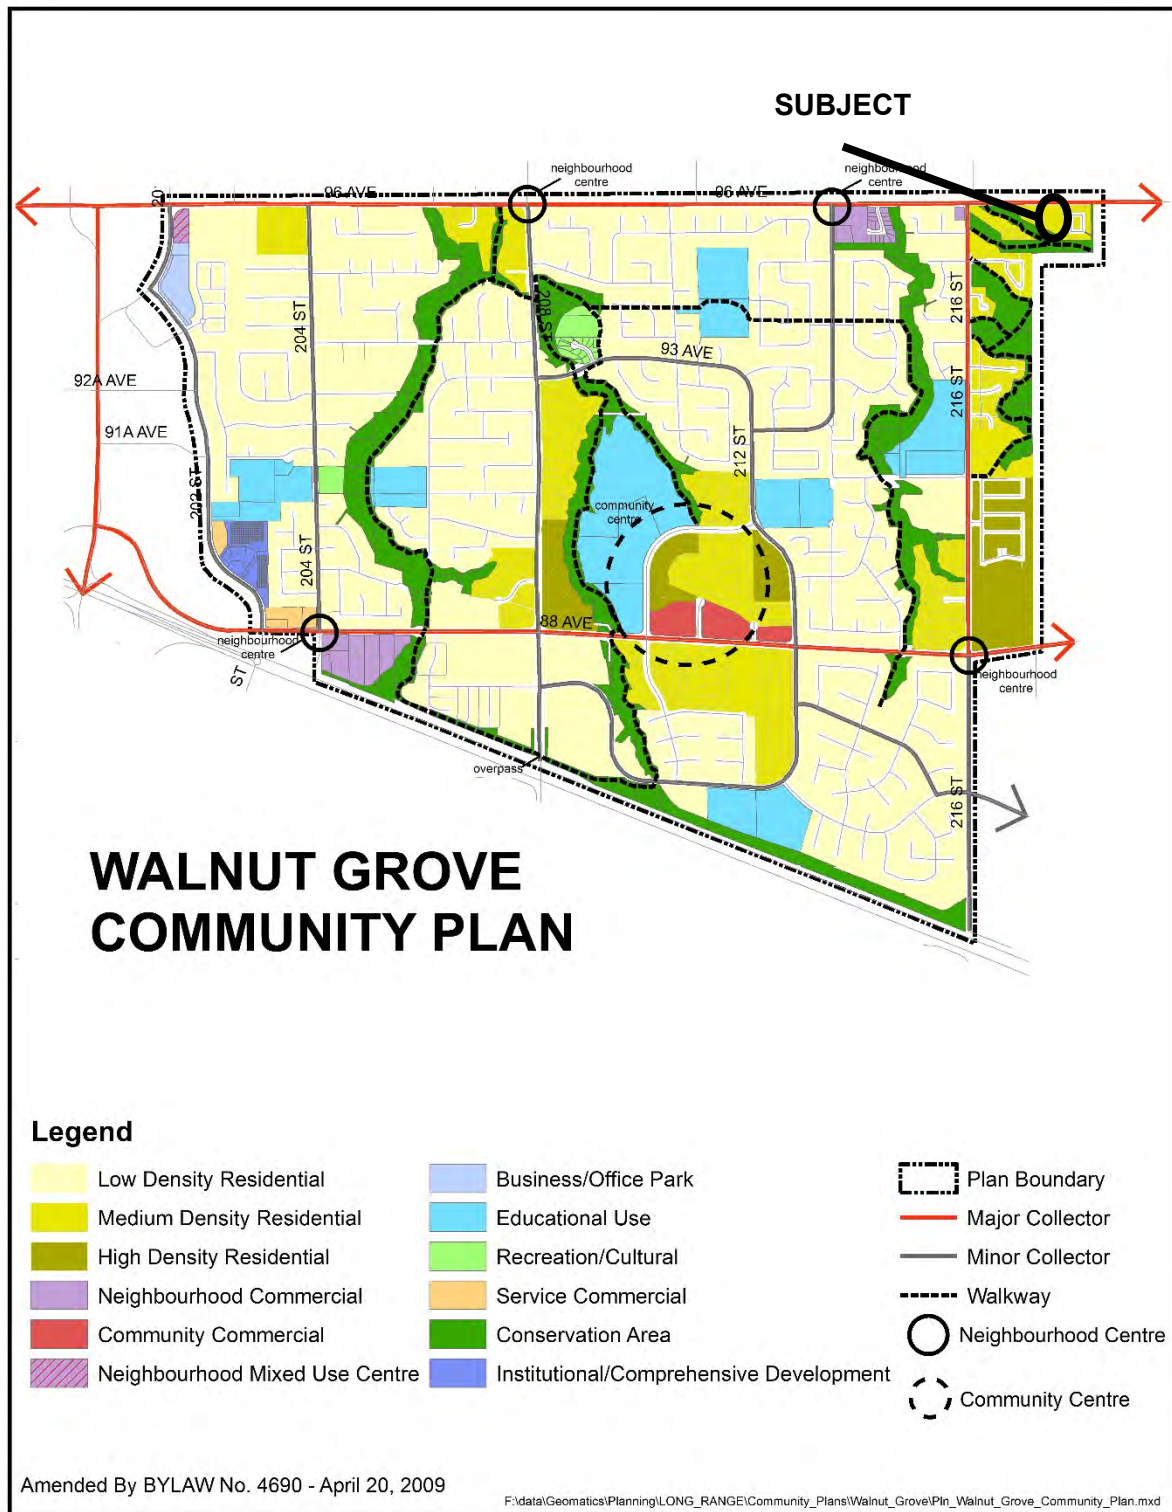 SUBJECT
neighbourhood
centre
neighbourhood
centre
20
96 AVE
96 AVE
208 ST
204 ST
216 ST
93 AVE
92A AVE
216 ST
91A AVE
212 ST
202 ST
community
centre
204 ST
88 AVE
neighbourhood
centre
ST
neighbourhood
centre
overpass
216 ST
WALNUT GROVE
COMMUNITY PLAN
Legend
Low Density Residential
Medium Density Residential
High Density Residential
Neighbourhood Commercial
Community Commercial
Neighbourhood Mixed Use Centre
Business/Office Park
Educational Use
Recreation/Cultural
Service Commercial
Conservation Area
Institutional/Comprehensive Development
Plan Boundary
Major Collector
Minor Collector
Walkway
Neighbourhood Centre
Community Centre
Amended By BYLAW No. 4690 - April 20, 2009
F:\data\Geomatics\Planning\LONG_RANGE\Community_Plans\Walnut_Grove\Pln_Walnut_Grove_Community_Plan.mxd